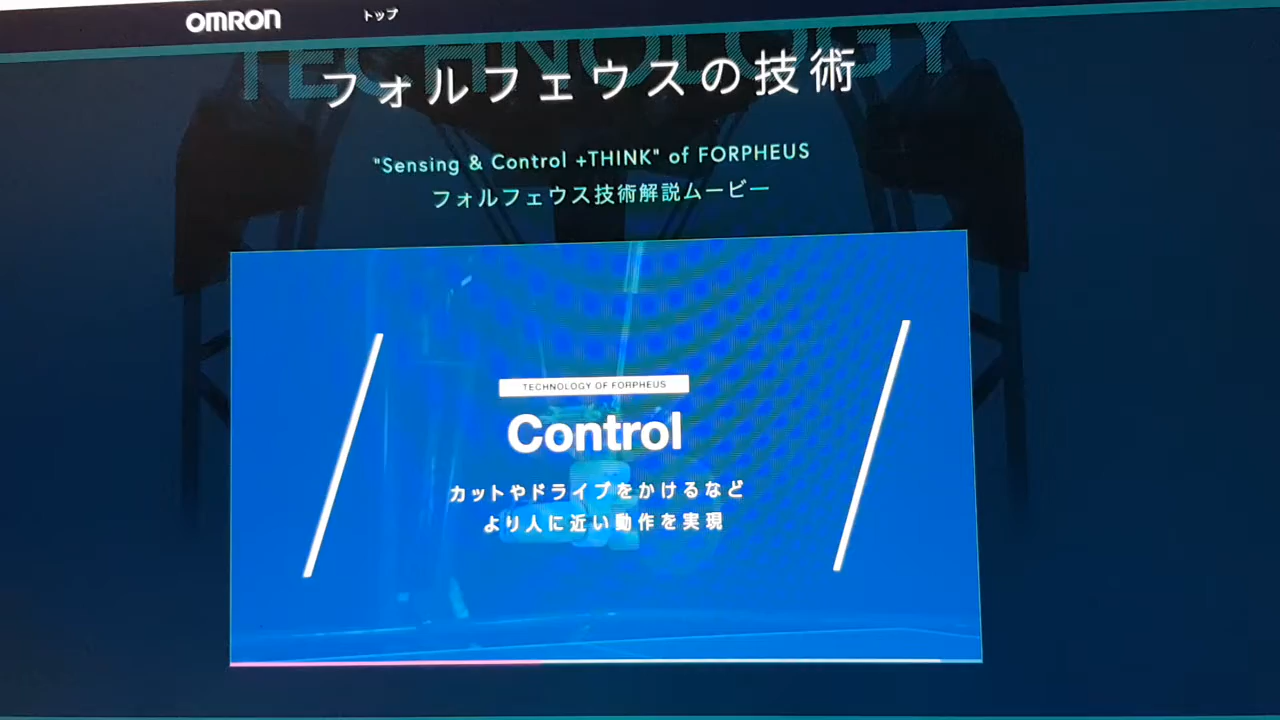 OMRON
トップ
TECHNOLOGY
フォルフェウスの技術
"Sensing & Control +THINK" of FORPHEUS
フォルフェウス技術解説ムービー
TECHNOLOGY OF FORPHEUS
Control
カットやドライブをかけるなど
より人に近い動作を実現